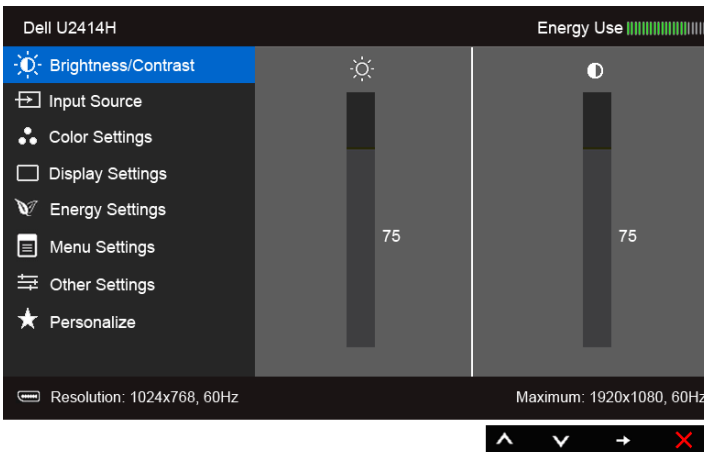 Dell U2414H
Energy Use
Brightness/Contrast
Input Source
Color Settings
Display Settings
Energy Settings
Menu Settings
Other Settings
Personalize
75
75
Resolution: 1024x768, 60Hz
Maximum: 1920x1080, 60Hz